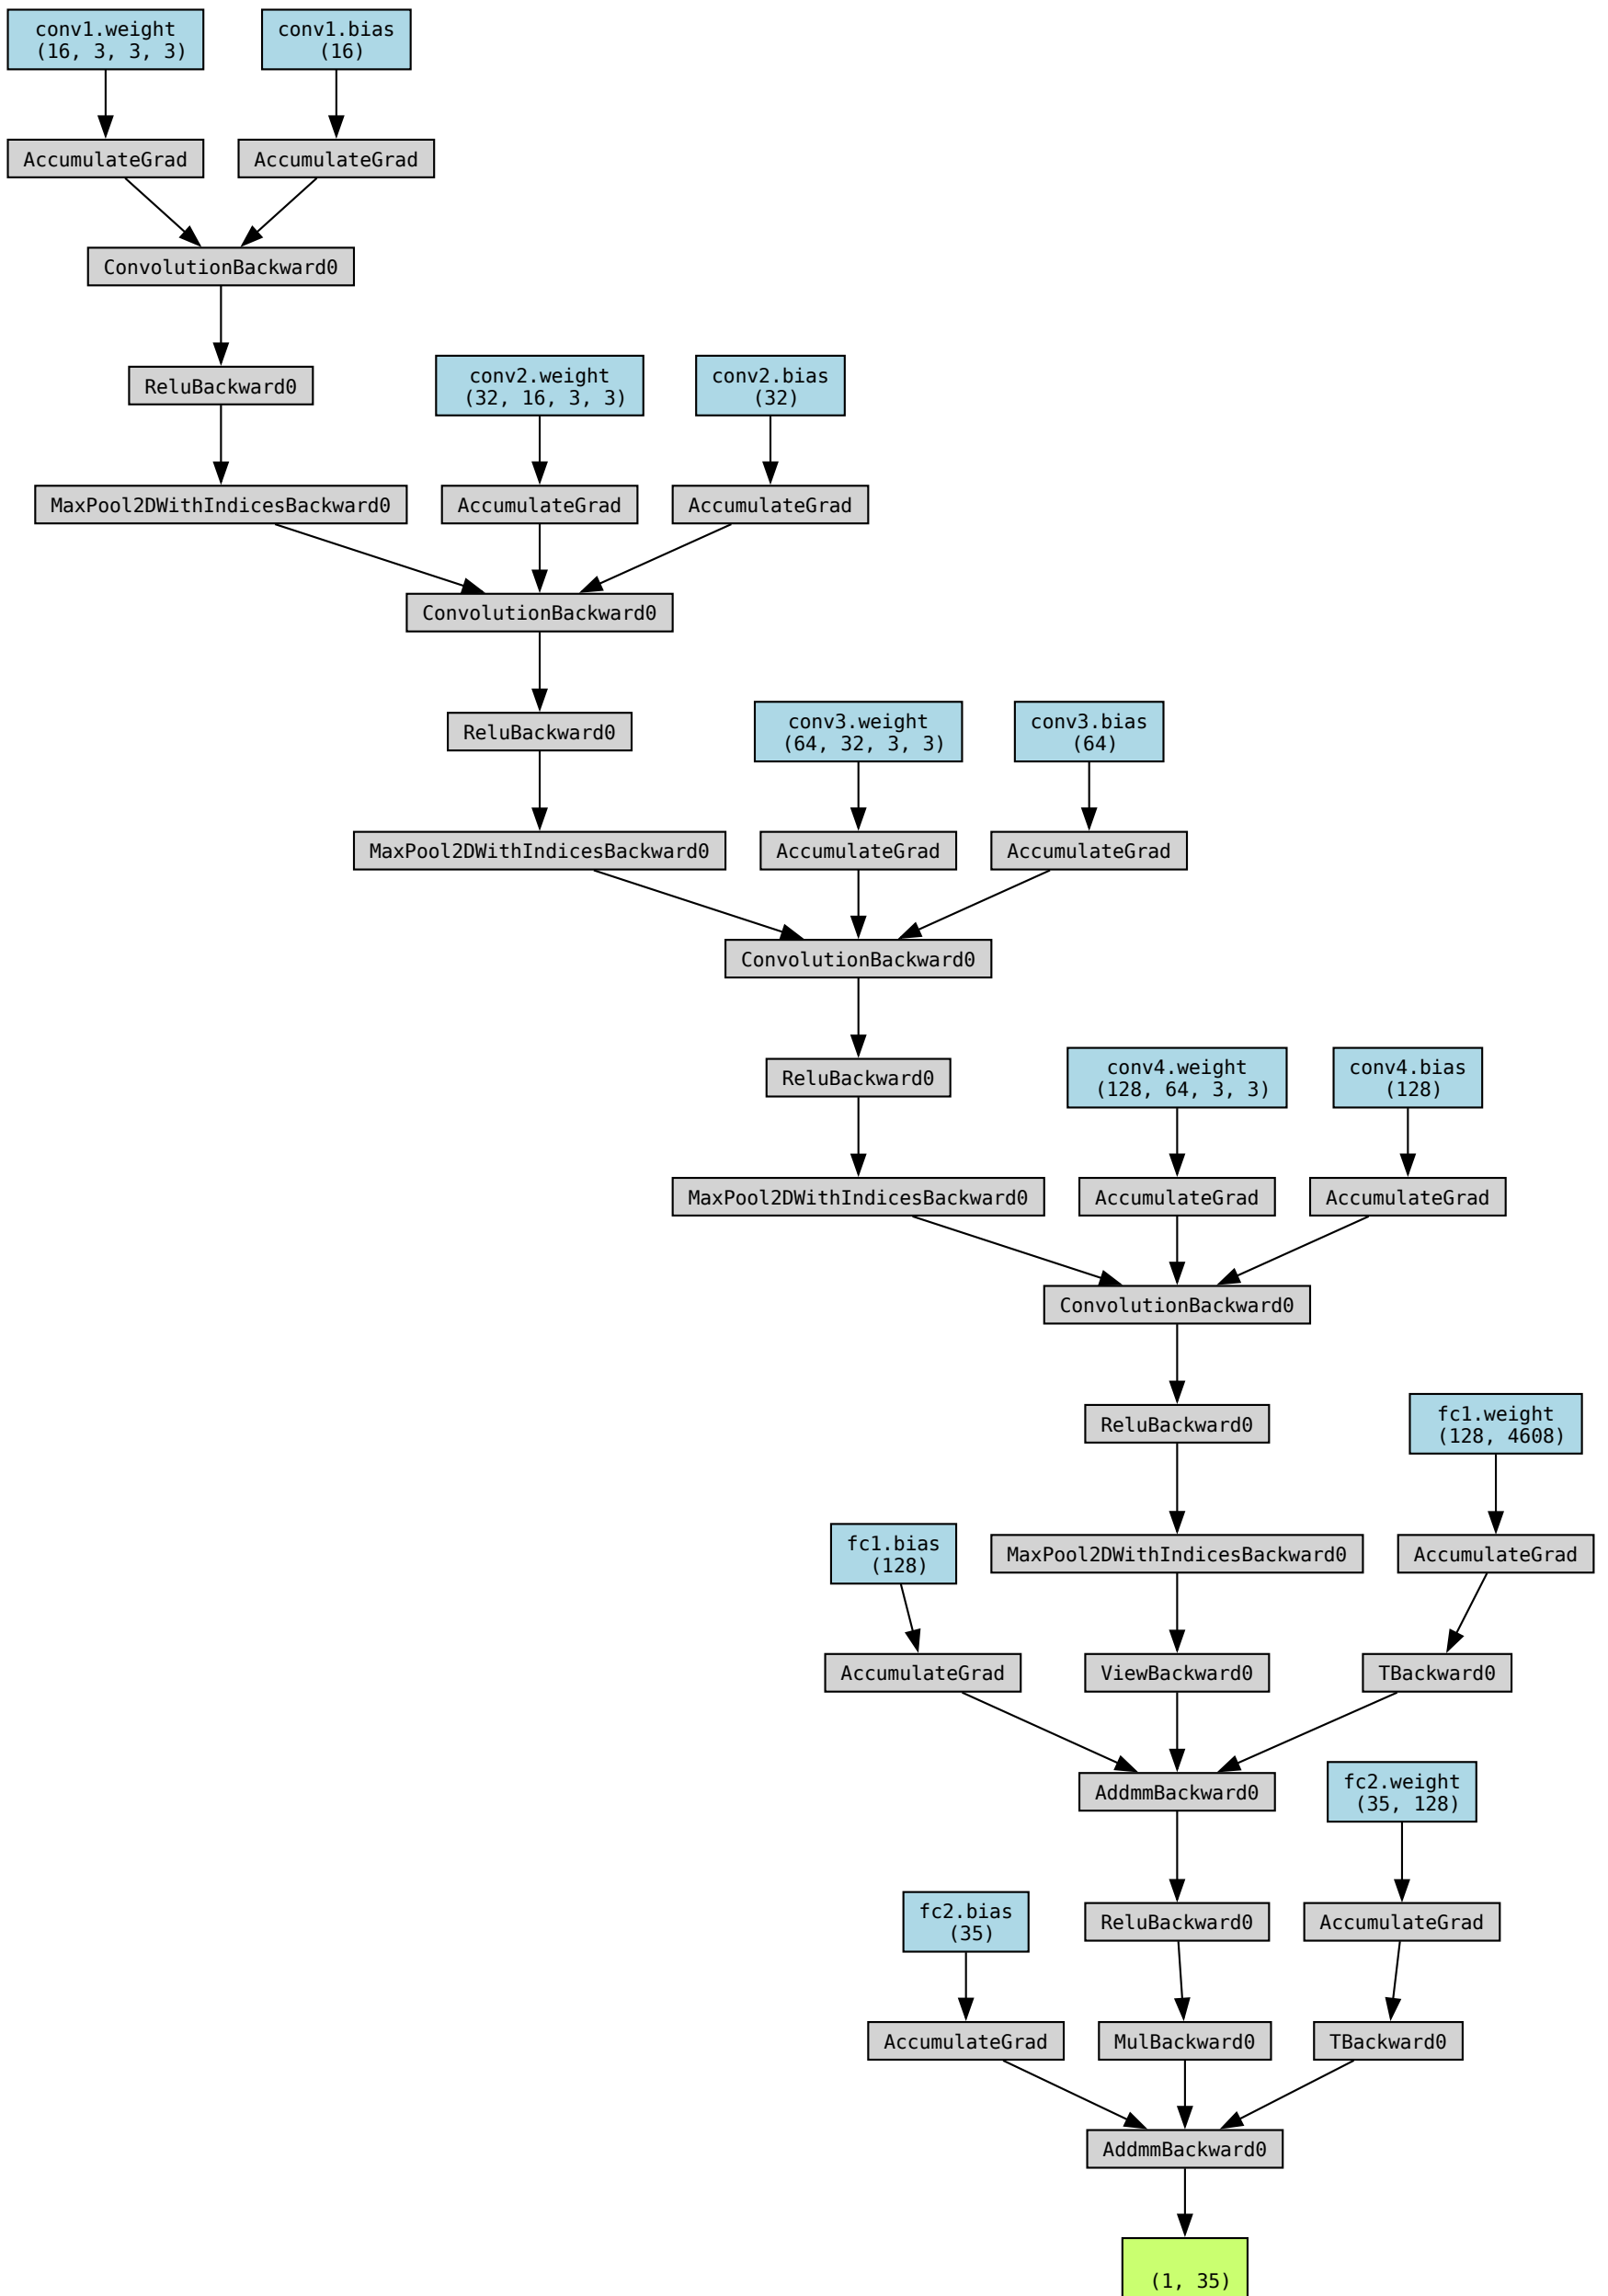 conv1.weight
(16, 3, 3, 3)
conv1.bias
(16)
AccumulateGrad
AccumulateGrad
ConvolutionBackward0
ReluBackward0
conv2.weight
(32, 16, 3, 3)
conv2.bias
(32)
MaxPool2DWithIndicesBackward0
AccumulateGrad
AccumulateGrad
ConvolutionBackward0
ReluBackward0
conv3.weight
(64, 32, 3, 3)
conv3.bias
(64)
MaxPool2DWithIndicesBackward0
AccumulateGrad
AccumulateGrad
ConvolutionBackward0
ReluBackward0
conv4.weight
(128, 64, 3, 3)
conv4.bias
(128)
MaxPool2DWithIndicesBackward0
AccumulateGrad
AccumulateGrad
ConvolutionBackward0
ReluBackward0
fc1.weight
(128, 4608)
fc1.bias
(128)
MaxPool2DWithIndicesBackward0
AccumulateGrad
AccumulateGrad
ViewBackward0
TBackward0
AddmmBackward0
fc2.weight
(35, 128)
fc2.bias
(35)
ReluBackward0
AccumulateGrad
AccumulateGrad
MulBackward0
TBackward0
AddmmBackward0
(1, 35)